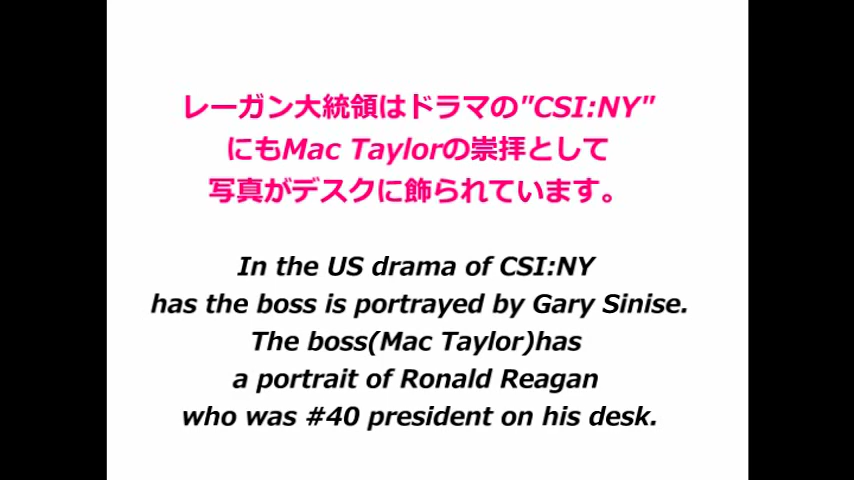 レーガン大統領はドラマの"CSI:NY"
にもMac Taylorの崇拝として
写真がデスクに飾られています。
In the US drama of CSI:NY
has the boss is portrayed by Gary Sinise.
The boss(Mac Taylor)has
a portrait of Ronald Reagan
who was #40 president on his desk.